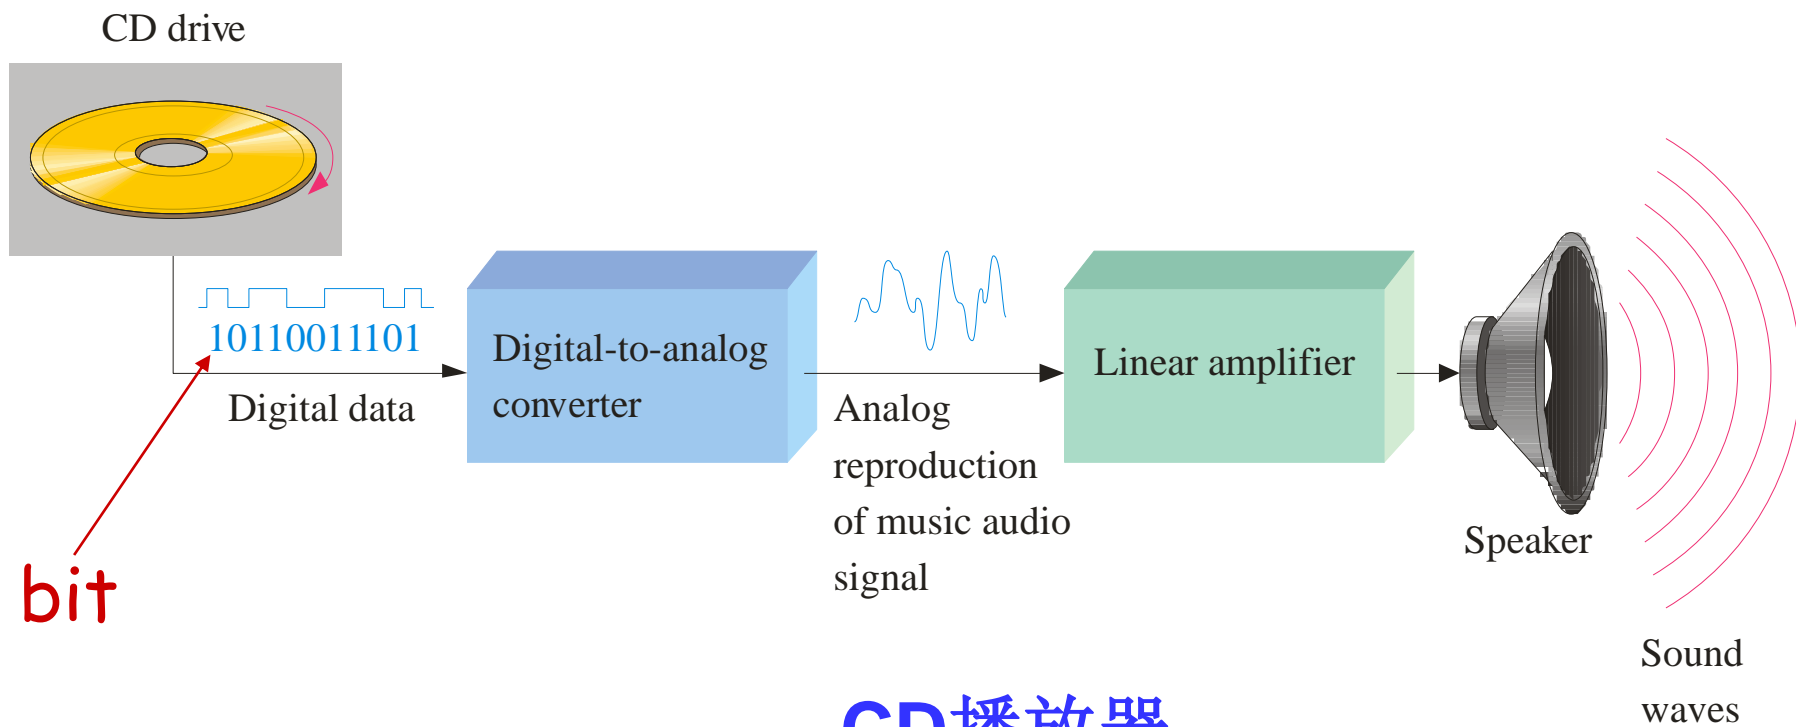 CD drive
10110011101
Digital data
bit
Digital-to-analog
converter
Analog
reproduction
of music audio
signal
Linear amplifier
Speaker
Sound
waves
CD播放器